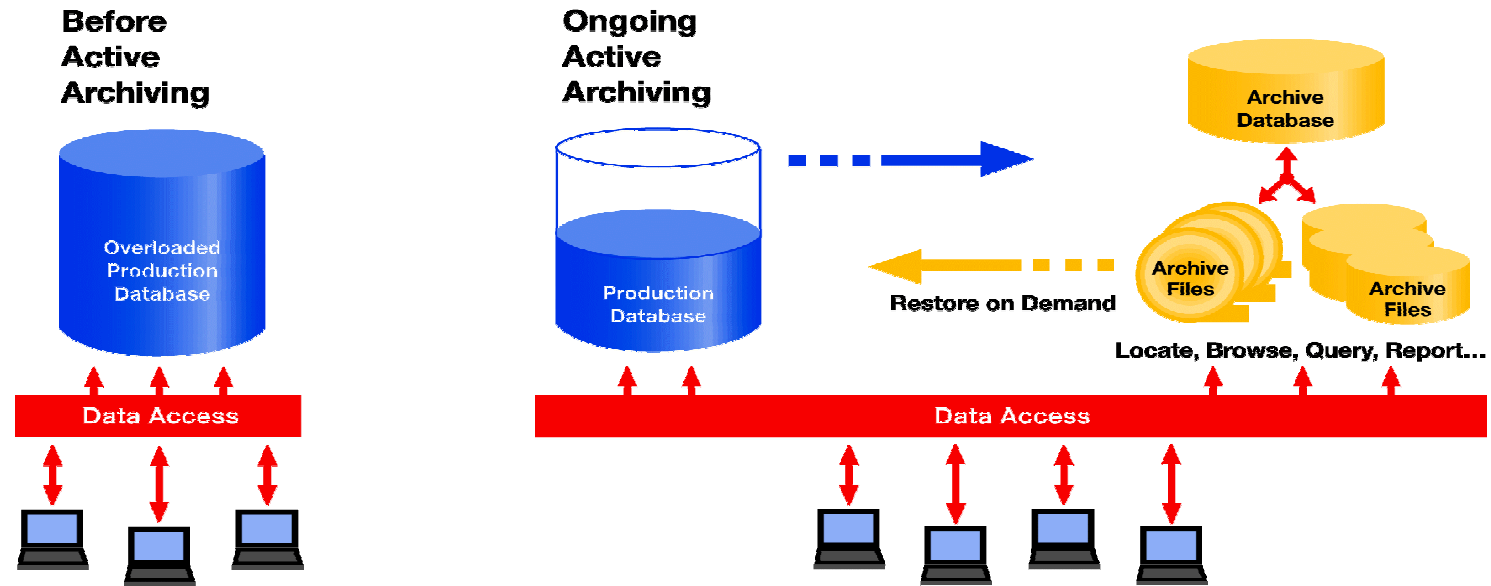 Before
Active
Archiving
Overloaded
Production
Database
Data Access
Ongoing
Active
Archiving
Production
Database
Restore on Demand
Archive
Database
Archive
Files
Archive
Files
Locate, Browse, Query, Report...
Data Access